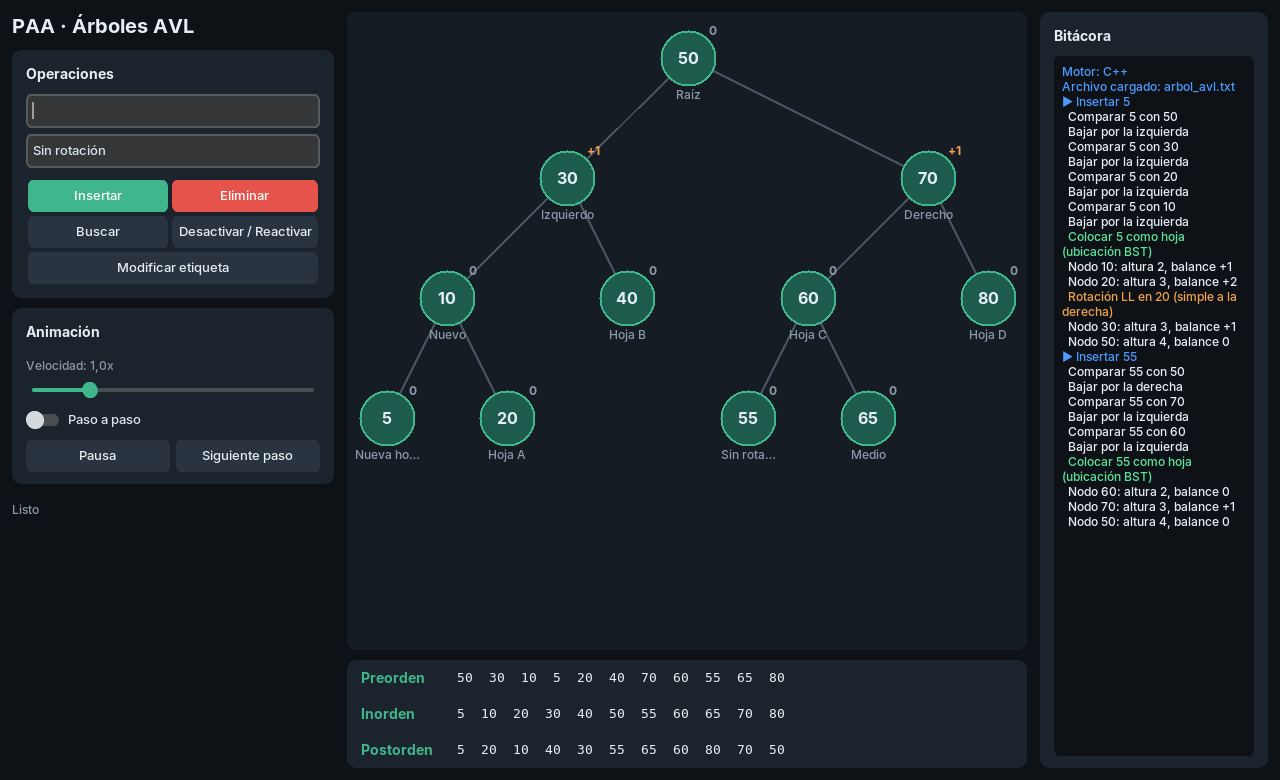 PAA · Árboles AVL
Operaciones
Sin rotación
Insertar
Eliminar
Buscar
Desactivar / Reactivar
Modificar etiqueta
Animación
Velocidad: 1,0x
Paso a paso
Pausa
Siguiente paso
Listo
0
50
Raíz
+1
30
Izquierdo
+1
70
Derecho
0
10
Nuevo
0
40
Hoja B
0
60
Hoja C
0
80
Hoja D
0
5
Nueva ho...
0
20
Hoja A
0
55
Sin rota...
0
65
Medio
Preorden 50 30 10 5 20 40 70 60 55 65 80
Inorden 5 10 20 30 40 50 55 60 65 70 80
Postorden 5 20 10 40 30 55 65 60 80 70 50
Bitácora
Motor: C++
Archivo cargado: arbol_avl.txt
▶ Insertar 5
Comparar 5 con 50
Bajar por la izquierda
Comparar 5 con 30
Bajar por la izquierda
Comparar 5 con 20
Bajar por la izquierda
Comparar 5 con 10
Bajar por la izquierda
Colocar 5 como hoja
(ubicación BST)
Nodo 10: altura 2, balance +1
Nodo 20: altura 3, balance +2
Rotación LL en 20 (simple a la
derecha)
Nodo 30: altura 3, balance +1
Nodo 50: altura 4, balance 0
▶ Insertar 55
Comparar 55 con 50
Bajar por la derecha
Comparar 55 con 70
Bajar por la izquierda
Comparar 55 con 60
Bajar por la izquierda
Colocar 55 como hoja
(ubicación BST)
Nodo 60: altura 2, balance 0
Nodo 70: altura 3, balance +1
Nodo 50: altura 4, balance 0